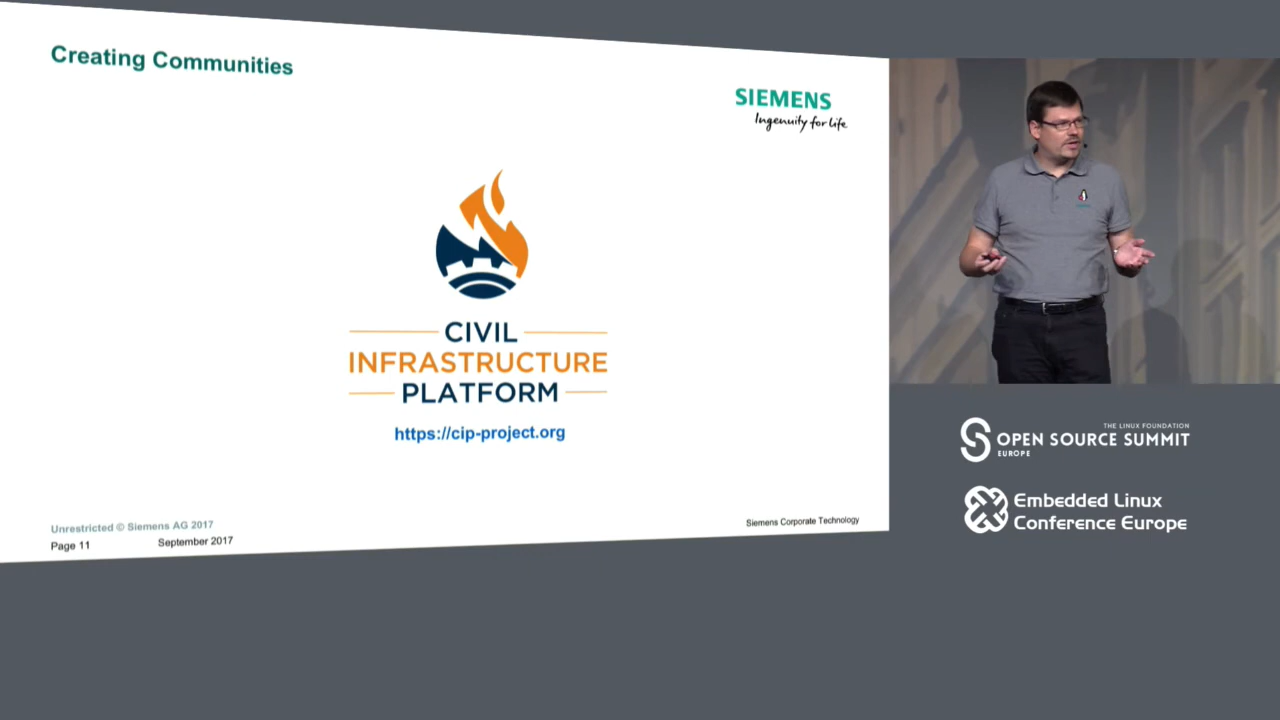 Creating Communities
SIEMENS
Ingenuity for life
CIVIL
INFRASTRUCTURE
PLATFORM
https://cip-project.org
Unrestricted © Siemens AG 2017
Page 11
September 2017
Siemens Corporate Technology
THE LINUX FOUNDATION
OPEN SOURCE SUMMIT
EUROPE
Embedded Linux
Conference Europe